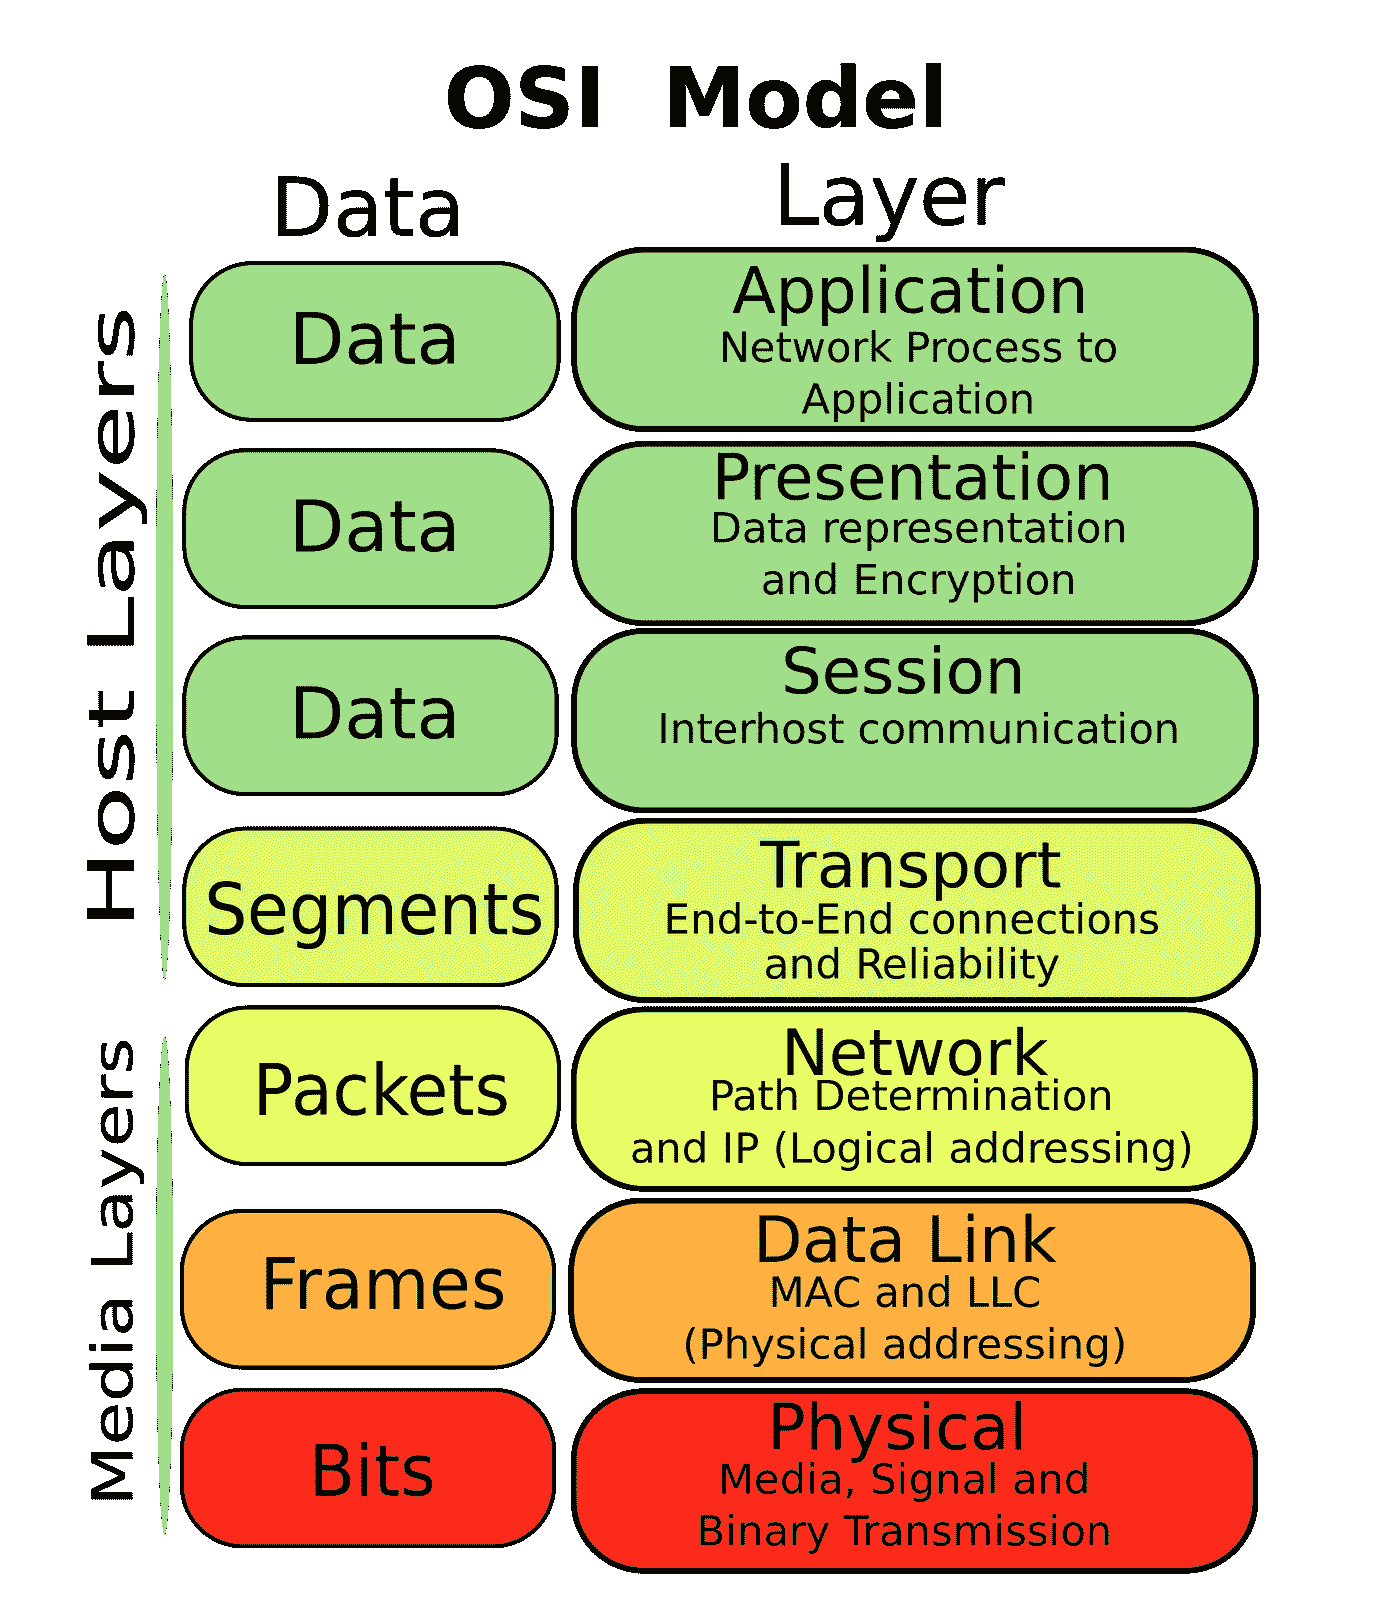 OSI Model
Data
Layer
Host Layers
Data
Application
Network Process to
Application
Data
Presentation
Data representation
and Encryption
Data
Session
Interhost communication
Segments
Transport
End-to-End connections
and Reliability
Media Layers
Packets
Network
Path Determination
and IP (Logical addressing)
Frames
Data Link
MAC and LLC
(Physical addressing)
Bits
Physical
Media, Signal and
Binary Transmission